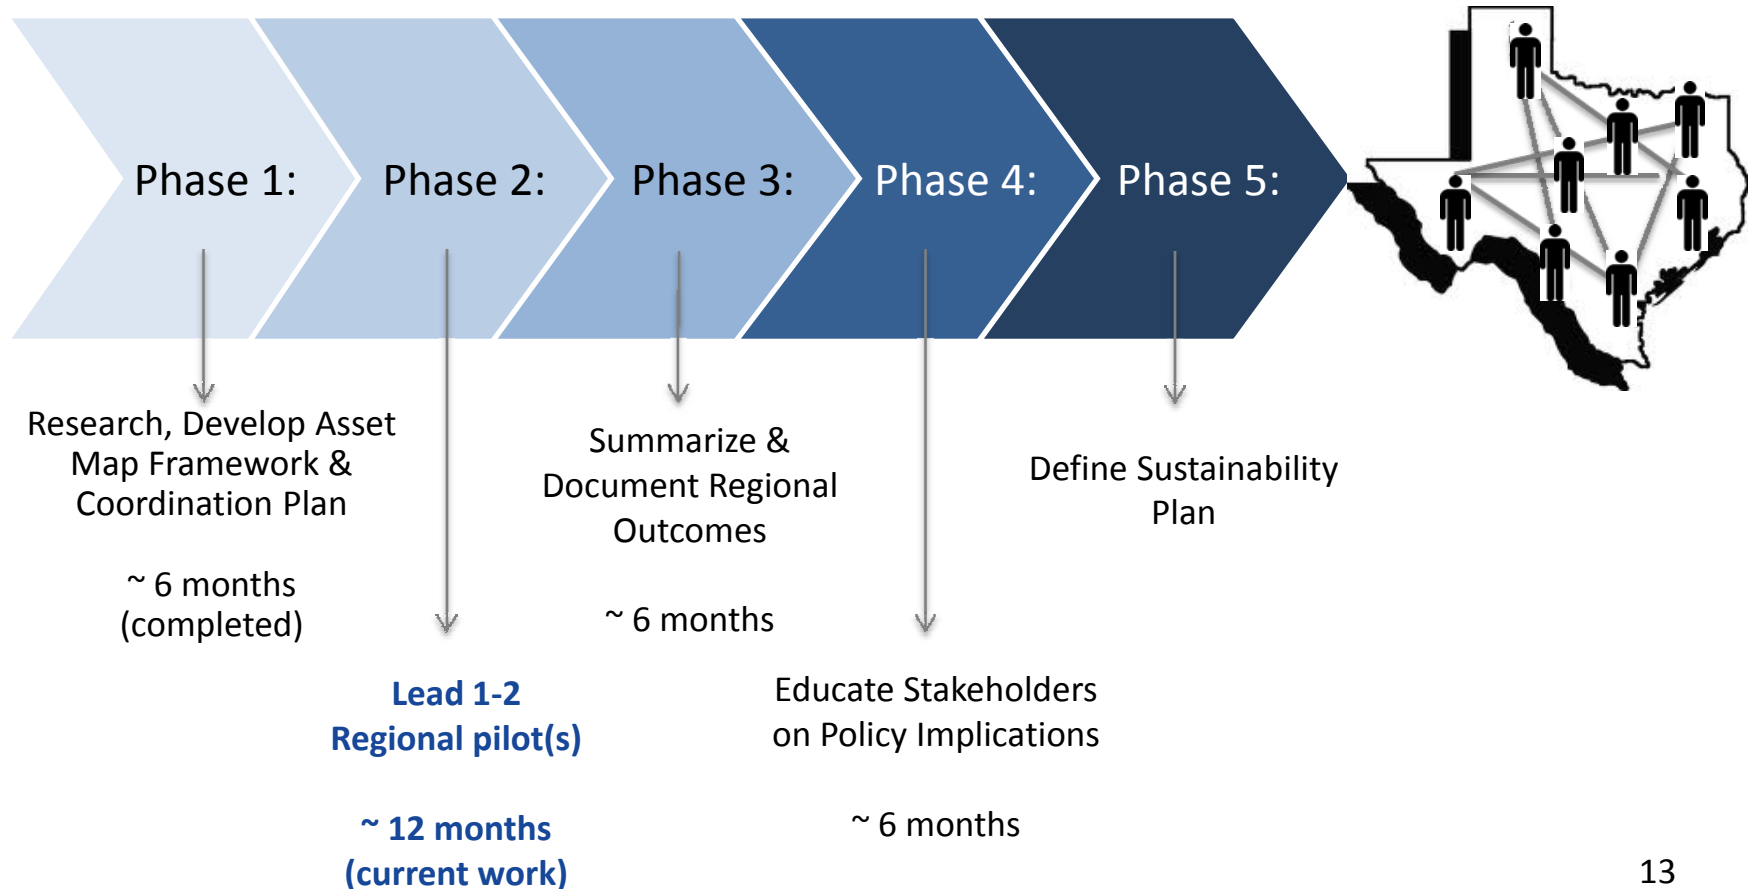 Phase 1:
Phase 2:
Phase 3:
Phase 4:
Phase 5:
Research, Develop Asset
Map Framework &
Coordination Plan
~ 6 months
(completed)
Lead 1-2
Regional pilot(s)
~ 12 months
(current work)
Summarize &
Document Regional
Outcomes
~ 6 months
Educate Stakeholders
on Policy Implications
~ 6 months
Define Sustainability
Plan
13